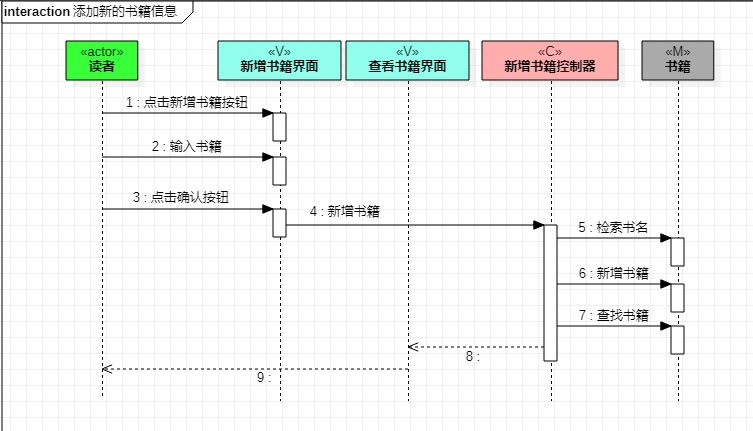 interaction 添加新的书籍信息
«actor»
读者
«V»
新增书籍界面
«V»
查看书籍界面
«C»
新增书籍控制器
«M»
书籍
1 : 点击新增书籍按钮
2 : 输入书籍
3 : 点击确认按钮
4 : 新增书籍
5 : 检索书名
6 : 新增书籍
7 : 查找书籍
8 :
9 :